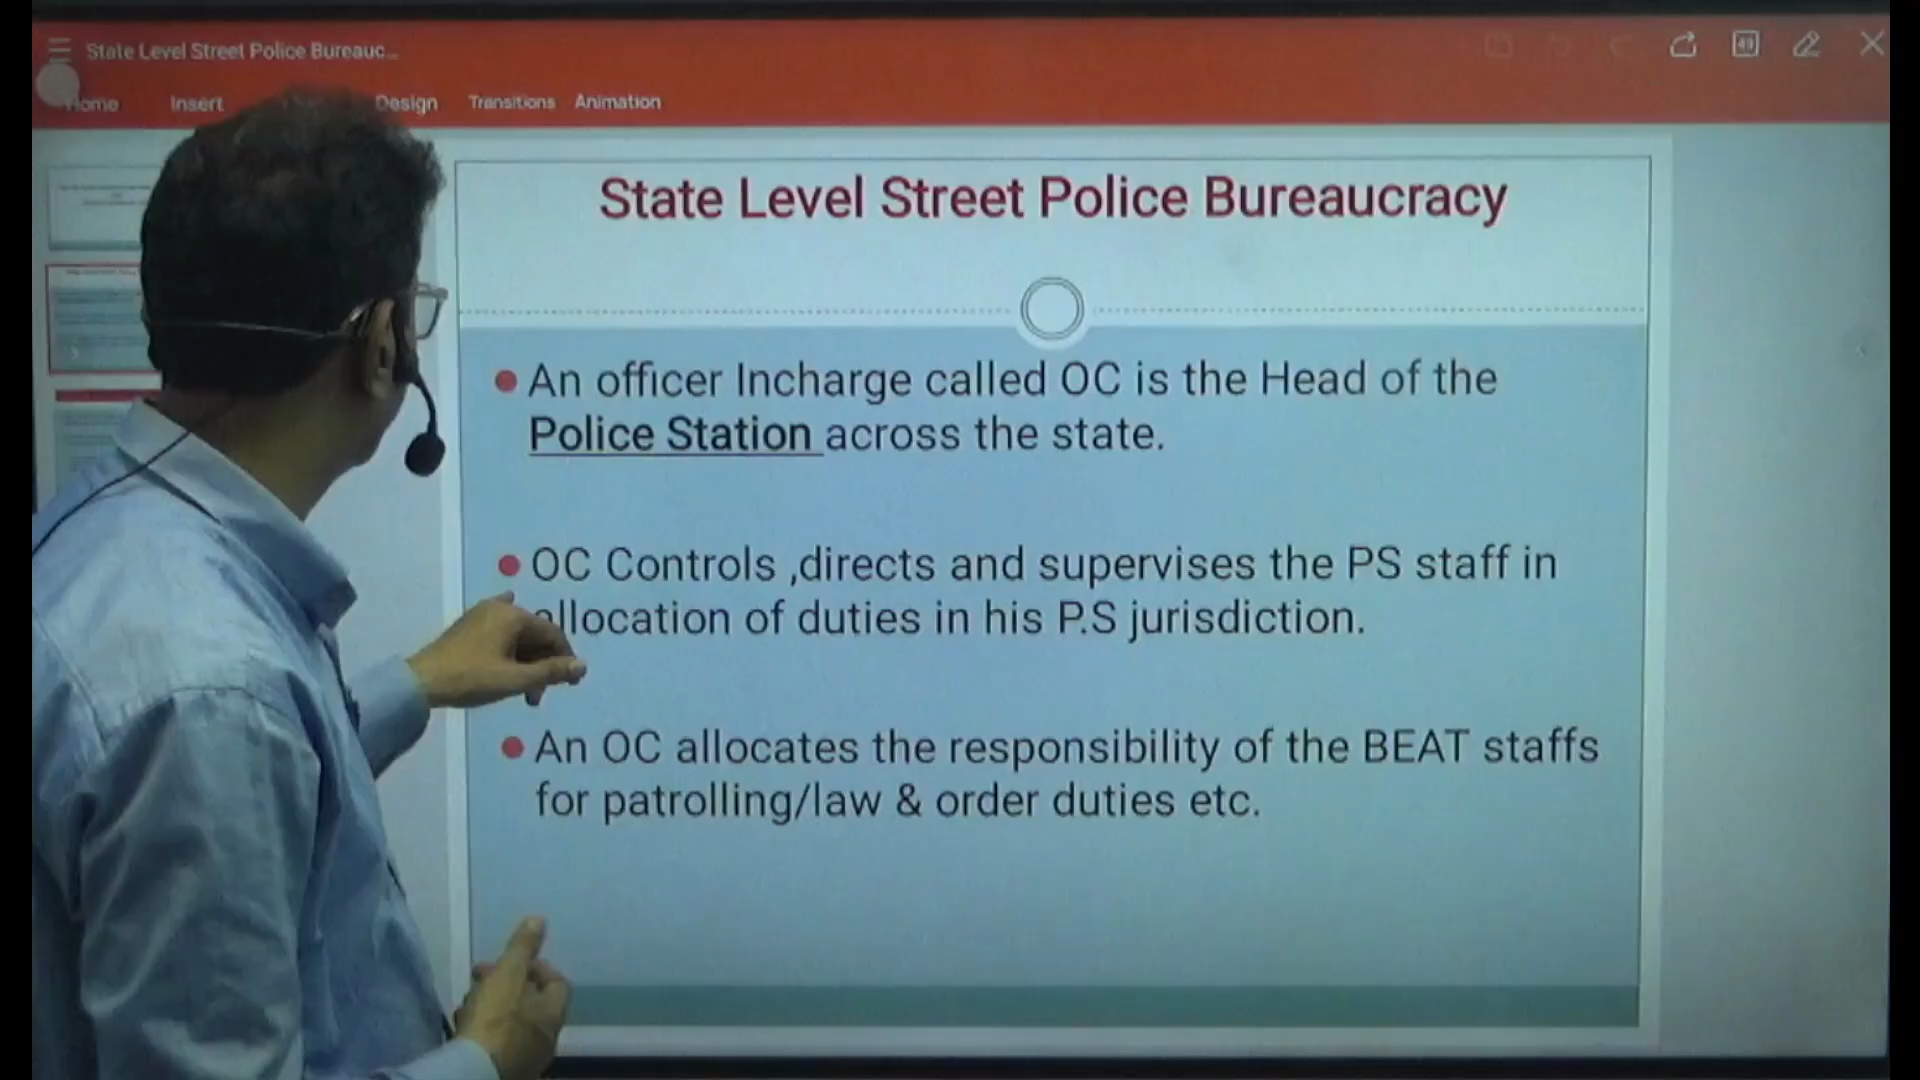 State Level Street Police Bureauc...
49
Home Insert Design Transitions Animation
State Level Street Police Bureaucracy
An officer Incharge called OC is the Head of the
Police Station across the state.
OC Controls ,directs and supervises the PS staff in
allocation of duties in his P.S jurisdiction.
An OC allocates the responsibility of the BEAT staffs
for patrolling/law & order duties etc.